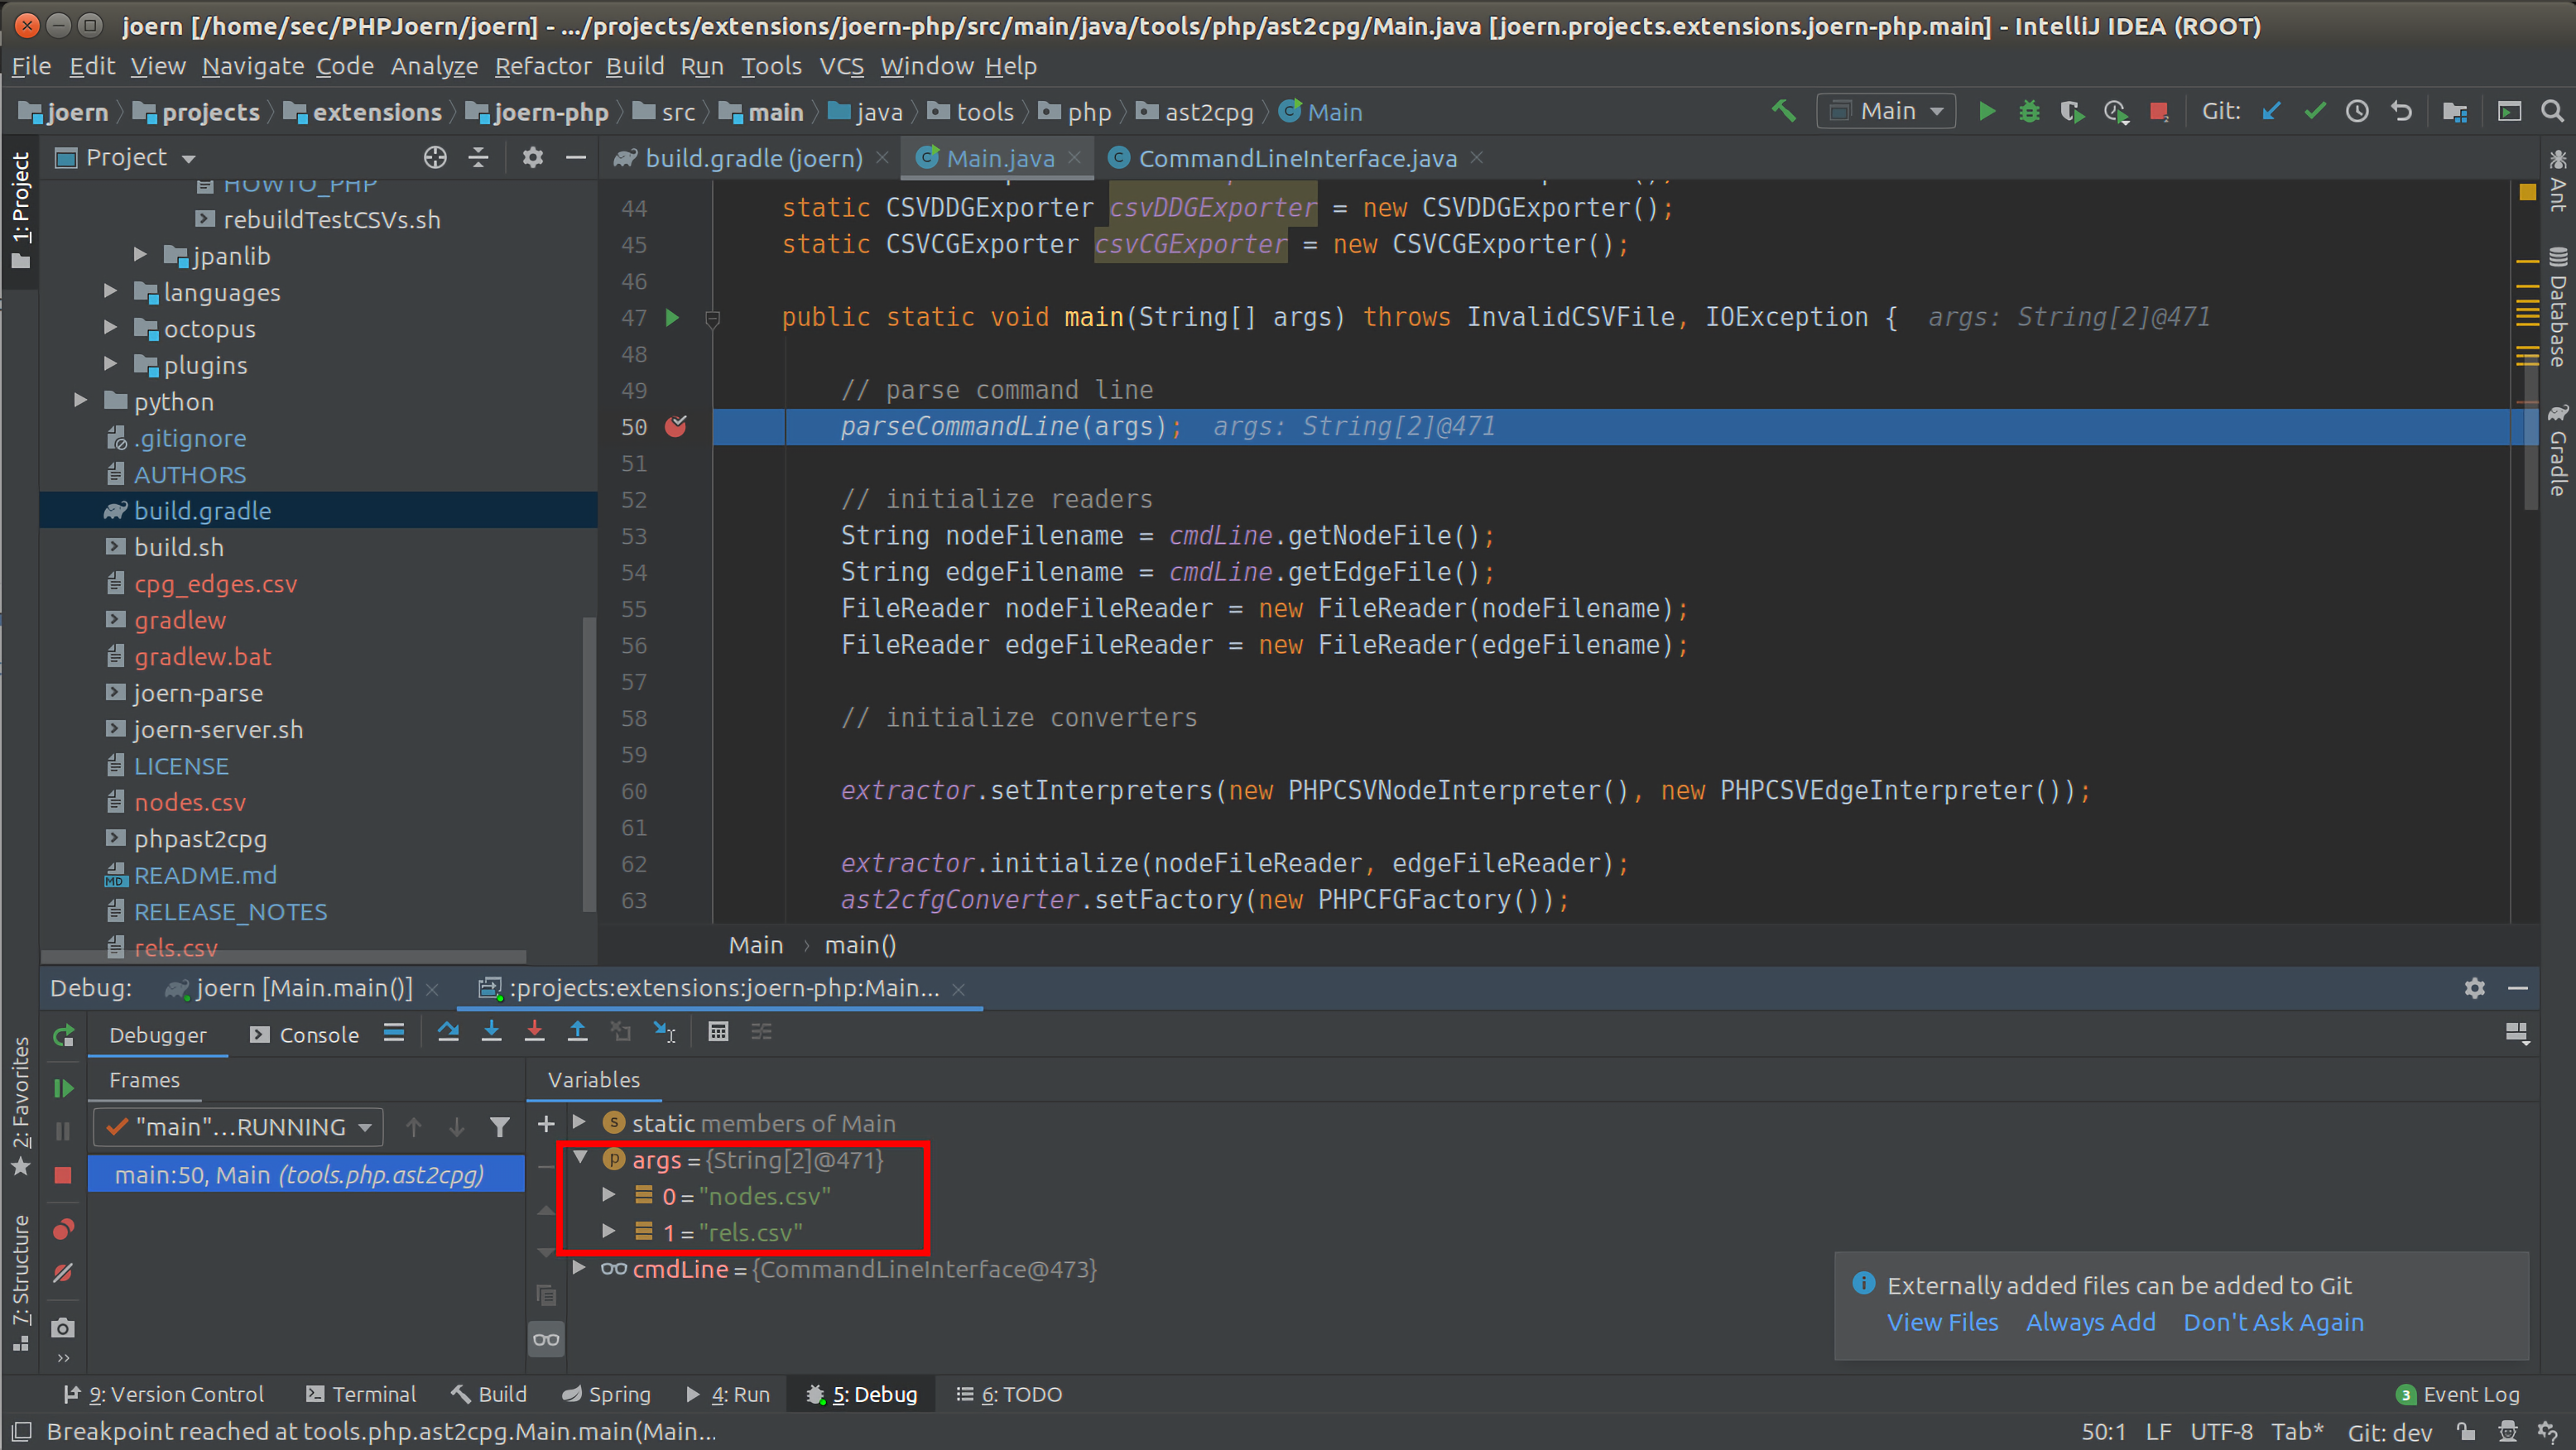 joern [/home/sec/PHPJoern/joern] - .../projects/extensions/joern-php/src/main/java/tools/php/ast2cpg/Main.java [joern.projects.extensions.joern-php.main] - IntelliJ IDEA (ROOT)
File Edit View Navigate Code Analyze Refactor Build Run Tools VCS Window Help
joern projects extensions joern-php src main java tools php ast2cpg Main
Main Git:
1: Project
Project
HOWTO_PHP
rebuildTestCSVs.sh
jpanlib
languages
octopus
plugins
python
.gitignore
AUTHORS
build.gradle
build.sh
cpg_edges.csv
gradlew
gradlew.bat
joern-parse
joern-server.sh
LICENSE
nodes.csv
phpast2cpg
README.md
RELEASE_NOTES
rels.csv
build.gradle (joern) Main.java CommandLineInterface.java
44 static CSVDDGExporter csvDDGExporter = new CSVDDGExporter();
45 static CSVCGExporter csvCGExporter = new CSVCGExporter();
46
47 public static void main(String[] args) throws InvalidCSVFile, IOException { args: String[2]@471
48
49 // parse command line
50 parseCommandLine(args); args: String[2]@471
51
52 // initialize readers
53 String nodeFilename = cmdLine.getNodeFile();
54 String edgeFilename = cmdLine.getEdgeFile();
55 FileReader nodeFileReader = new FileReader(nodeFilename);
56 FileReader edgeFileReader = new FileReader(edgeFilename);
57
58 // initialize converters
59
60 extractor.setInterpreters(new PHPCSVNodeInterpreter(), new PHPCSVEdgeInterpreter());
61
62 extractor.initialize(nodeFileReader, edgeFileReader);
63 ast2cfgConverter.setFactory(new PHPCFGFactory());
Main main()
Ant
Database
Gradle
Debug: joern [Main.main()] :projects:extensions:joern-php:Main...
Debugger Console
Frames
"main"...RUNNING
main:50, Main (tools.php.ast2cpg)
Variables
static members of Main
args = {String[2]@471}
0 = "nodes.csv"
1 = "rels.csv"
cmdLine = {CommandLineInterface@473}
Externally added files can be added to Git
View Files Always Add Don't Ask Again
2: Favorites
7: Structure
9: Version Control Terminal Build Spring 4: Run 5: Debug 6: TODO 3 Event Log
Breakpoint reached at tools.php.ast2cpg.Main.main(Main... 50:1 LF UTF-8 Tab* Git: dev